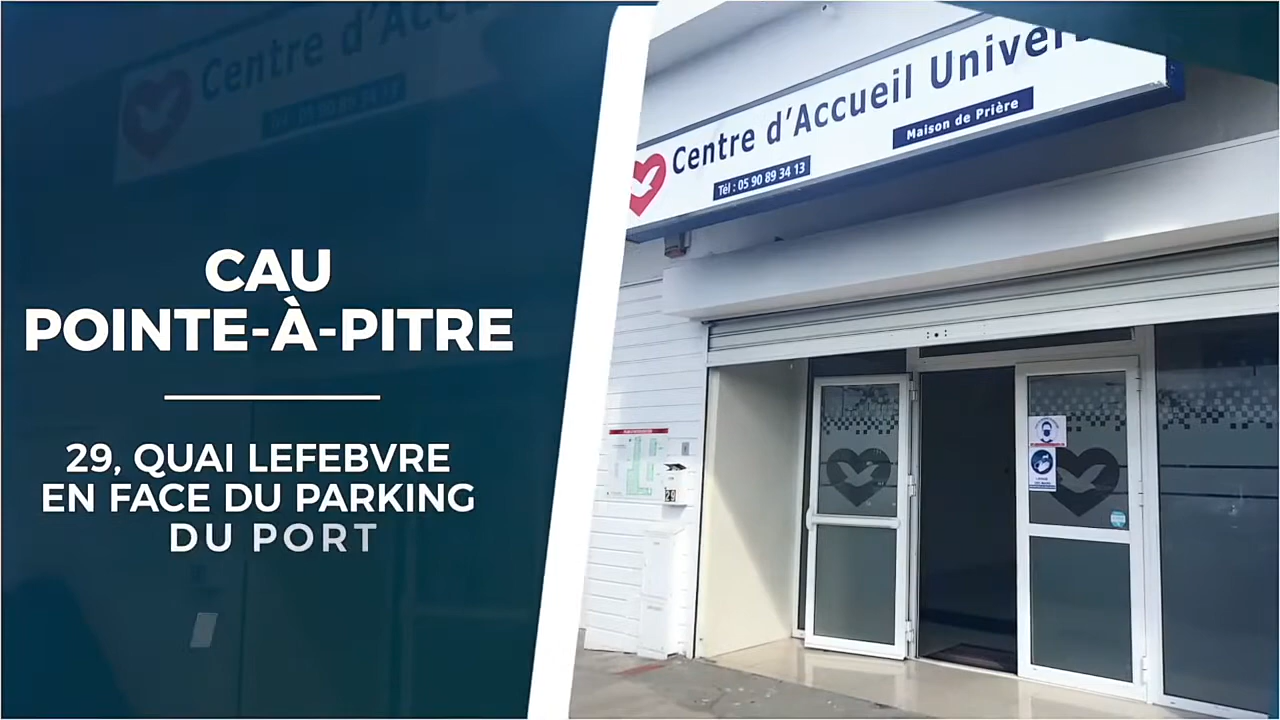 CAU
POINTE-À-PITRE
29, QUAI LEFEBVRE
EN FACE DU PARKING
DU PORT
Centre d'Accueil Univer
Maison de Prière
Tél : 05 90 89 34 13
29